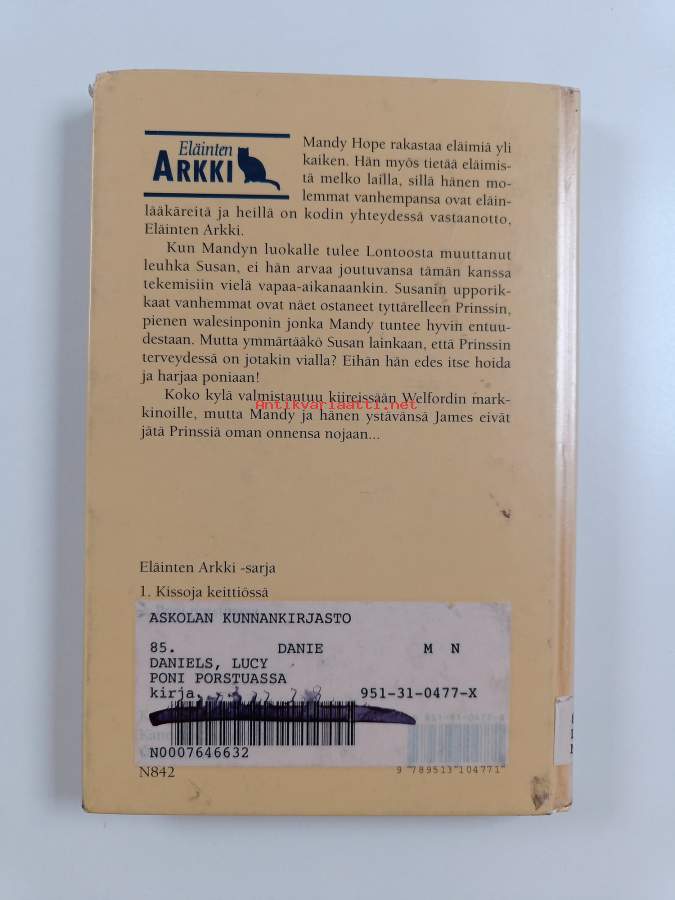 Eläinten
ARKKI
Mandy Hope rakastaa eläimiä yli
kaiken. Hän myös tietää eläimis-
tä melko lailla, sillä hänen mo-
lemmat vanhempansa ovat eläin-
lääkäreitä ja heillä on kodin yhteydessä vastaanotto,
Eläinten Arkki.
Kun Mandyn luokalle tulee Lontoosta muuttanut
leuhka Susan, ei hän arvaa joutuvansa tämän kanssa
tekemisiin vielä vapaa-aikanaankin. Susanin upporik-
kaat vanhemmat ovat näet ostaneet tyttärelleen Prinssin,
pienen walesinponin jonka Mandy tuntee hyvin entuu-
destaan. Mutta ymmärtääkö Susan lainkaan, että Prinssin
terveydessä on jotakin vialla? Eihän hän edes itse hoida
ja harjaa poniaan!
Koko kylä valmistautuu kiireissään Welfordin mark-
kinoille, mutta Mandy ja hänen ystävänsä James eivät
jätä Prinssiä oman onnensa nojaan...
Antikvariaatti.net
Eläinten Arkki -sarja
1. Kissoja keittiössä
ASKOLAN KUNNANKIRJASTO
85. DANIE M N
DANIELS, LUCY
PONI PORSTUASSA
kirja 951-31-0477-X
N0007646632
N842
9 789513 104771